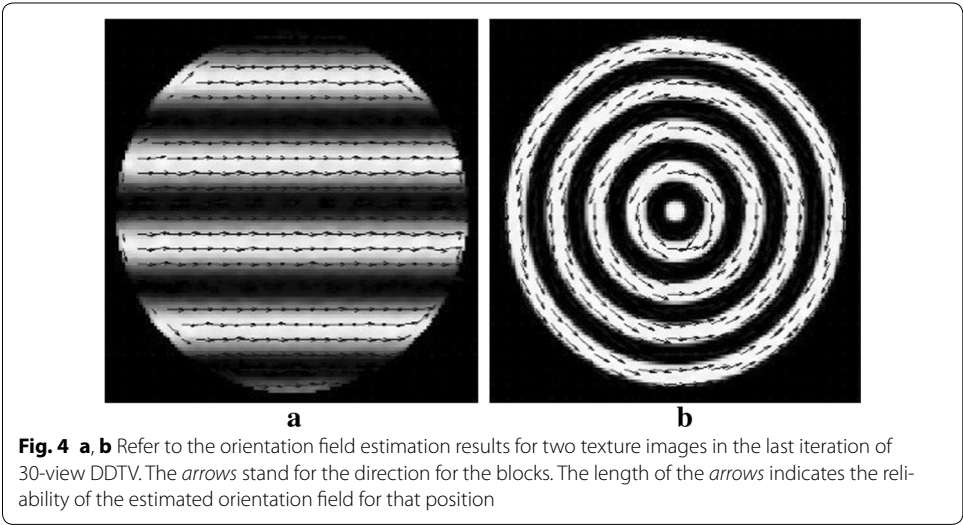 a b
Fig. 4 a, b Refer to the orientation field estimation results for two texture images in the last iteration of
30-view DDTV. The arrows stand for the direction for the blocks. The length of the arrows indicates the reli-
ability of the estimated orientation field for that position